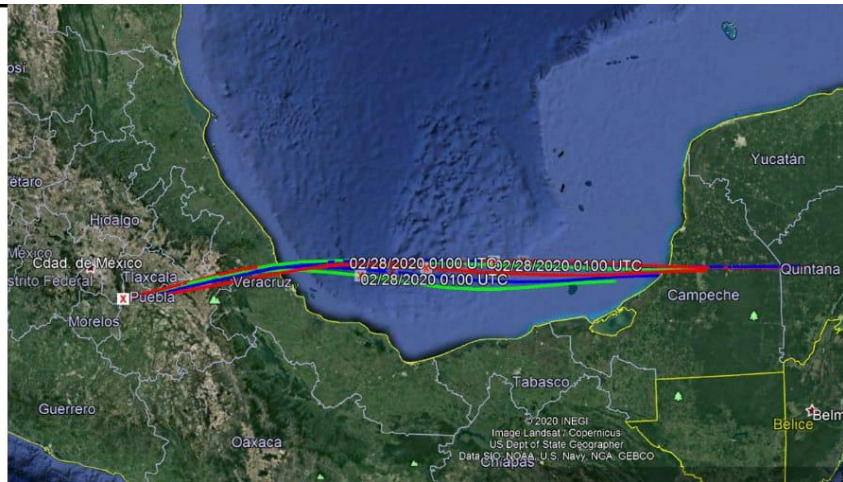 osí
Yucatán
étaro
Hidalgo
México
Cdad. de México
Tlaxcala
strito Federal
Puebla
X
Morelos
Veracruz
02/28/2020 0100 UTC
02/28/2020 0100 UTC
02/28/2020 0100 UTC
Quintana
Campeche
Tabasco
Guerrero
Oaxaca
Chiapas
Belice
Belm
© 2020 INEGI
Image Landsat / Copernicus
US Dept of State Geographer
Data SIO, NOAA, U.S. Navy, NGA, GEBCO